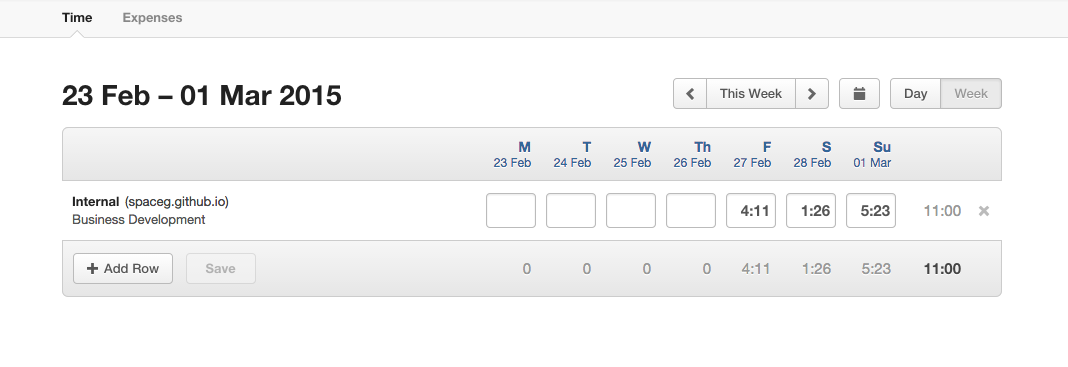 Time Expenses
23 Feb – 01 Mar 2015 This Week Day Week
M T W Th F S Su
23 Feb 24 Feb 25 Feb 26 Feb 27 Feb 28 Feb 01 Mar
Internal (spaceg.github.io)
Business Development
4:11 1:26 5:23 11:00
Add Row Save 0 0 0 0 4:11 1:26 5:23 11:00